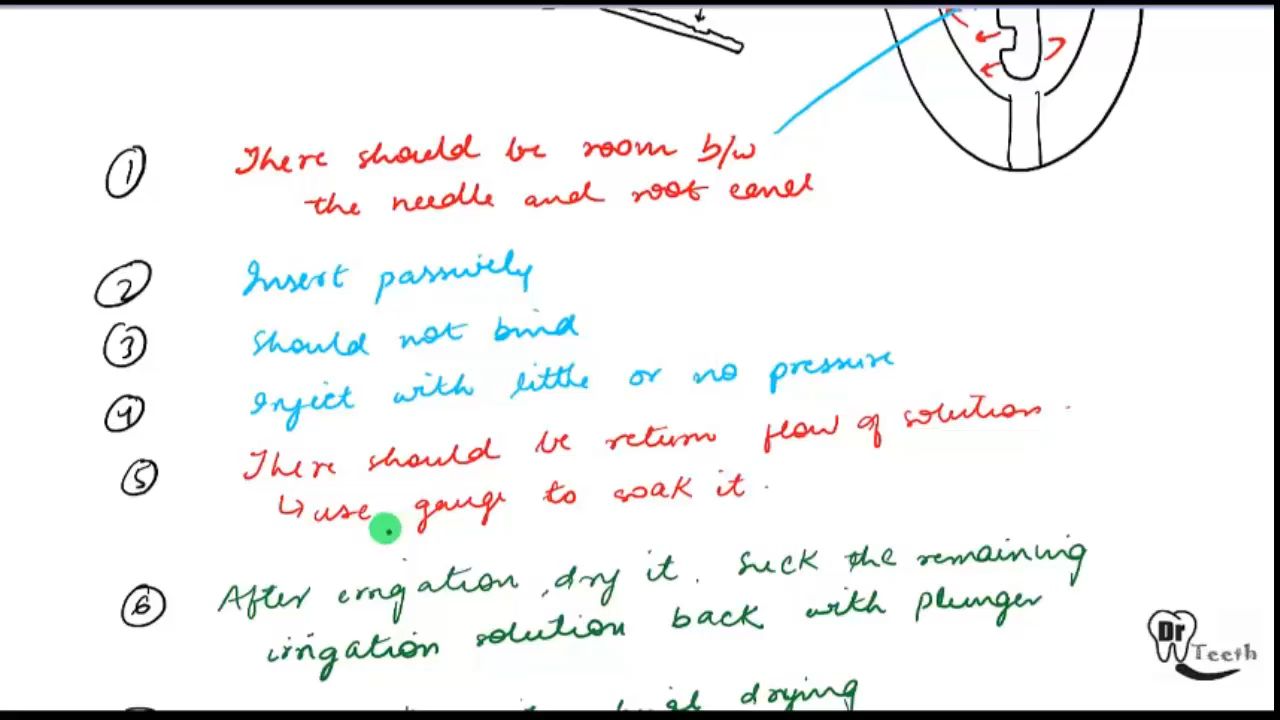 ① There should be room b/w
the needle and root canal
② Insert passively
③ Should not bind
④ Inject with little or no pressure
⑤ There should be return flow of solution.
↳ use gauge to soak it.
⑥ After irrigation, dry it. Suck the remaining
irrigation solution back with plunger
drying
Dr
Teeth